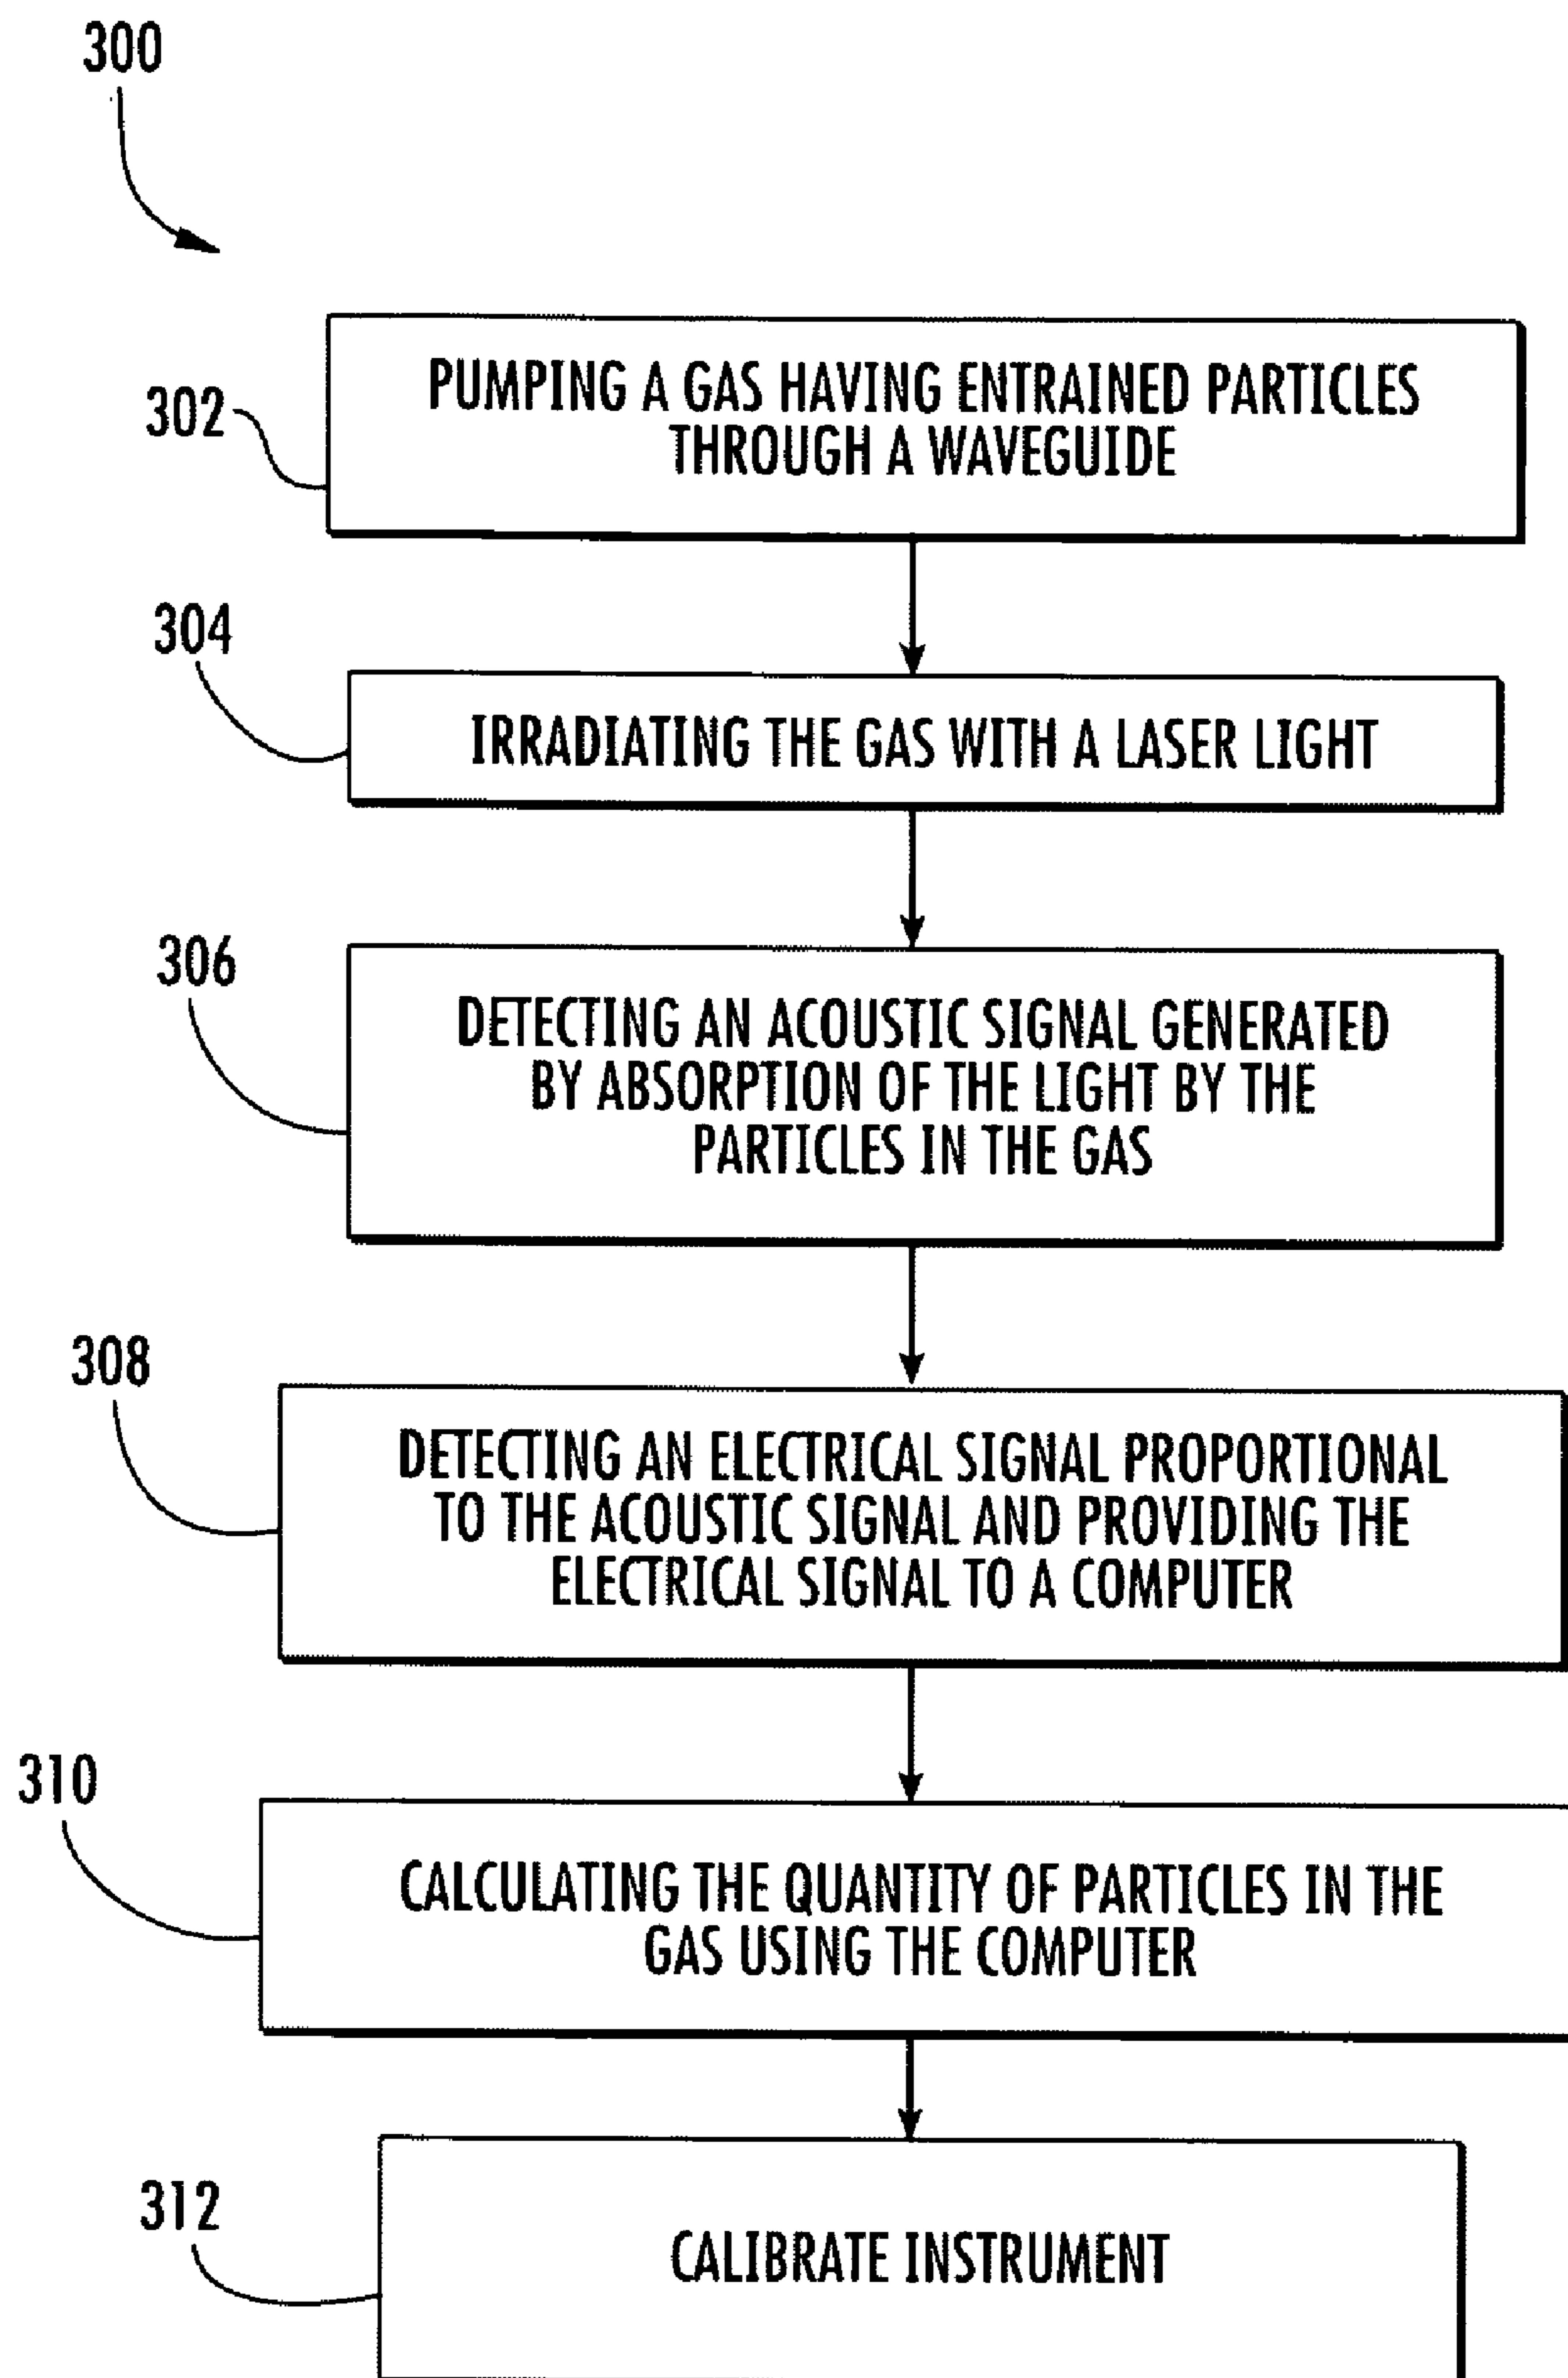 300
302
PUMPING A GAS HAVING ENTRAINED PARTICLES
THROUGH A WAVEGUIDE
304
IRRADIATING THE GAS WITH A LASER LIGHT
306
DETECTING AN ACOUSTIC SIGNAL GENERATED
BY ABSORPTION OF THE LIGHT BY THE
PARTICLES IN THE GAS
308
DETECTING AN ELECTRICAL SIGNAL PROPORTIONAL
TO THE ACOUSTIC SIGNAL AND PROVIDING THE
ELECTRICAL SIGNAL TO A COMPUTER
310
CALCULATING THE QUANTITY OF PARTICLES IN THE
GAS USING THE COMPUTER
312
CALIBRATE INSTRUMENT